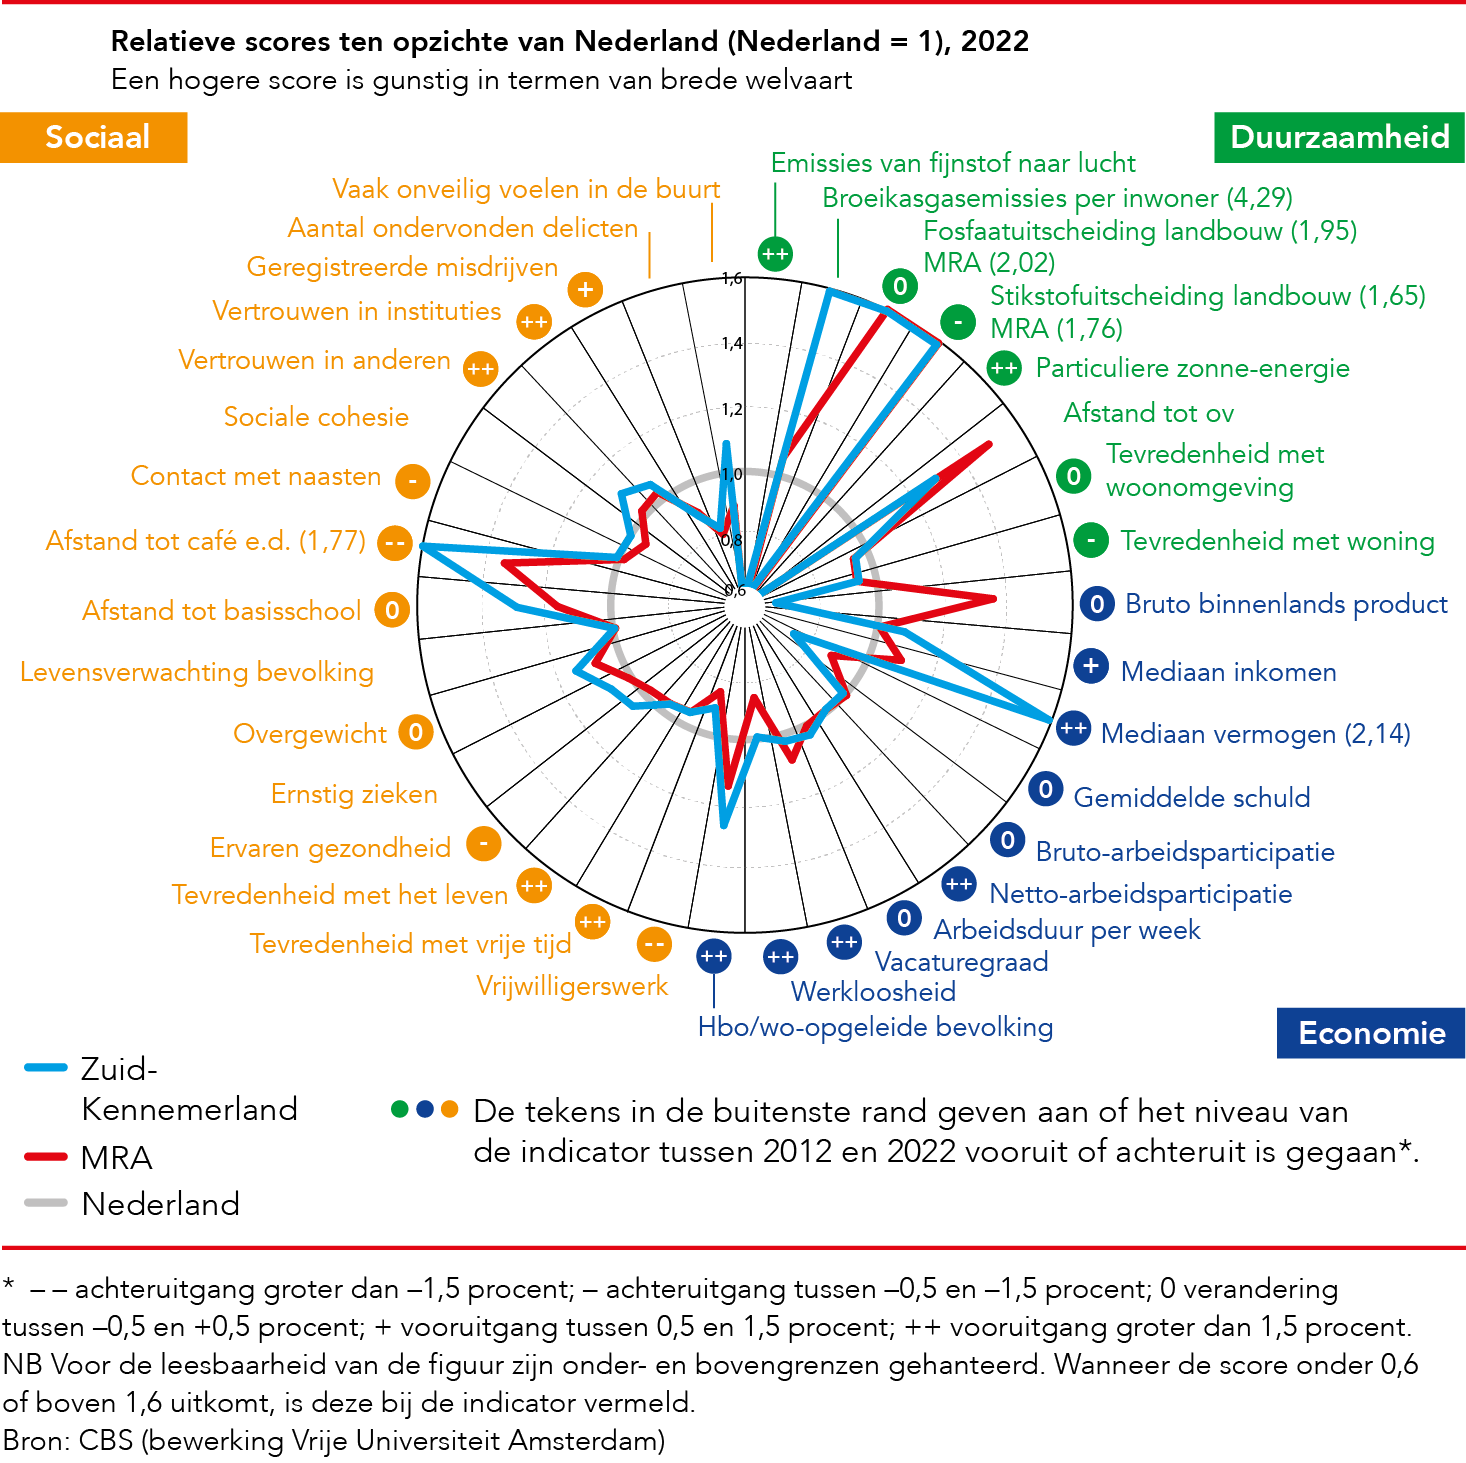 Relatieve scores ten opzichte van Nederland (Nederland = 1), 2022
Een hogere score is gunstig in termen van brede welvaart
Sociaal
Duurzaamheid
Emissies van fijnstof naar lucht
++
Broeikasgasemissies per inwoner (4,29)
Fosfaatuitscheiding landbouw (1,95)
MRA (2,02)
0
Stikstofuitscheiding landbouw (1,65)
MRA (1,76)
-
Particuliere zonne-energie
++
Afstand tot ov
Tevredenheid met
woonomgeving
0
Tevredenheid met woning
-
Bruto binnenlands product
0
Mediaan inkomen
+
Mediaan vermogen (2,14)
++
Gemiddelde schuld
0
Bruto-arbeidsparticipatie
0
Netto-arbeidsparticipatie
++
Arbeidsduur per week
0
Vacaturegraad
++
Werkloosheid
++
Hbo/wo-opgeleide bevolking
++
Economie
Vaak onveilig voelen in de buurt
Aantal ondervonden delicten
Geregistreerde misdrijven
+
Vertrouwen in instituties
++
Vertrouwen in anderen
++
Sociale cohesie
Contact met naasten
-
Afstand tot café e.d. (1,77)
--
Afstand tot basisschool
0
Levensverwachting bevolking
Overgewicht
0
Ernstig zieken
Ervaren gezondheid
-
Tevredenheid met het leven
++
Tevredenheid met vrije tijd
++
Vrijwilligerswerk
--
1,6
1,4
1,2
1,0
0,8
0,6
Zuid-
Kennemerland
MRA
Nederland
De tekens in de buitenste rand geven aan of het niveau van
de indicator tussen 2012 en 2022 vooruit of achteruit is gegaan*.
* – – achteruitgang groter dan –1,5 procent; – achteruitgang tussen –0,5 en –1,5 procent; 0 verandering
tussen –0,5 en +0,5 procent; + vooruitgang tussen 0,5 en 1,5 procent; ++ vooruitgang groter dan 1,5 procent.
NB Voor de leesbaarheid van de figuur zijn onder- en bovengrenzen gehanteerd. Wanneer de score onder 0,6
of boven 1,6 uitkomt, is deze bij de indicator vermeld.
Bron: CBS (bewerking Vrije Universiteit Amsterdam)